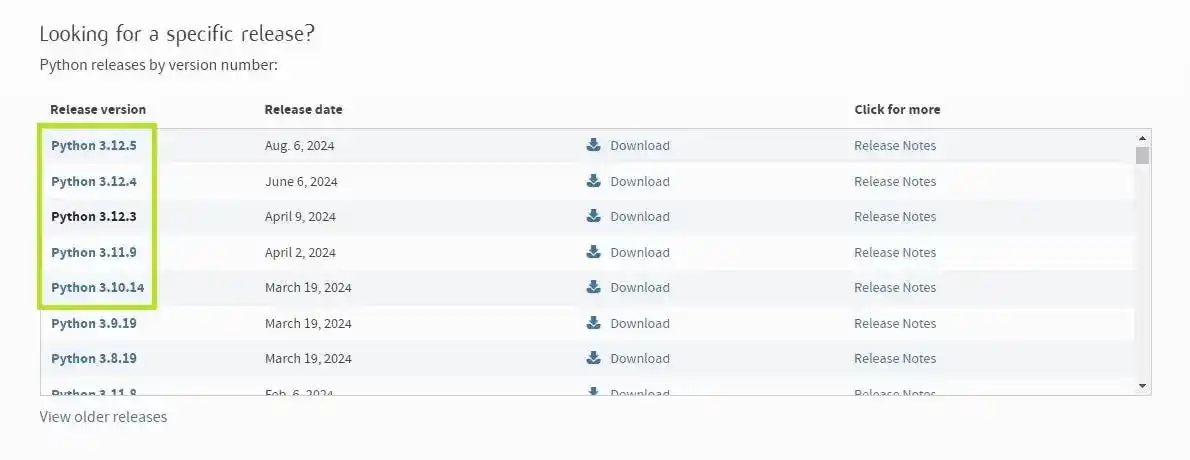 Looking for a specific release?
Python releases by version number:
Release version Release date Click for more
Python 3.12.5 Aug. 6, 2024 Download Release Notes
Python 3.12.4 June 6, 2024 Download Release Notes
Python 3.12.3 April 9, 2024 Download Release Notes
Python 3.11.9 April 2, 2024 Download Release Notes
Python 3.10.14 March 19, 2024 Download Release Notes
Python 3.9.19 March 19, 2024 Download Release Notes
Python 3.8.19 March 19, 2024 Download Release Notes
Python 3.11.8 Feb. 6, 2024 Download Release Notes
View older releases